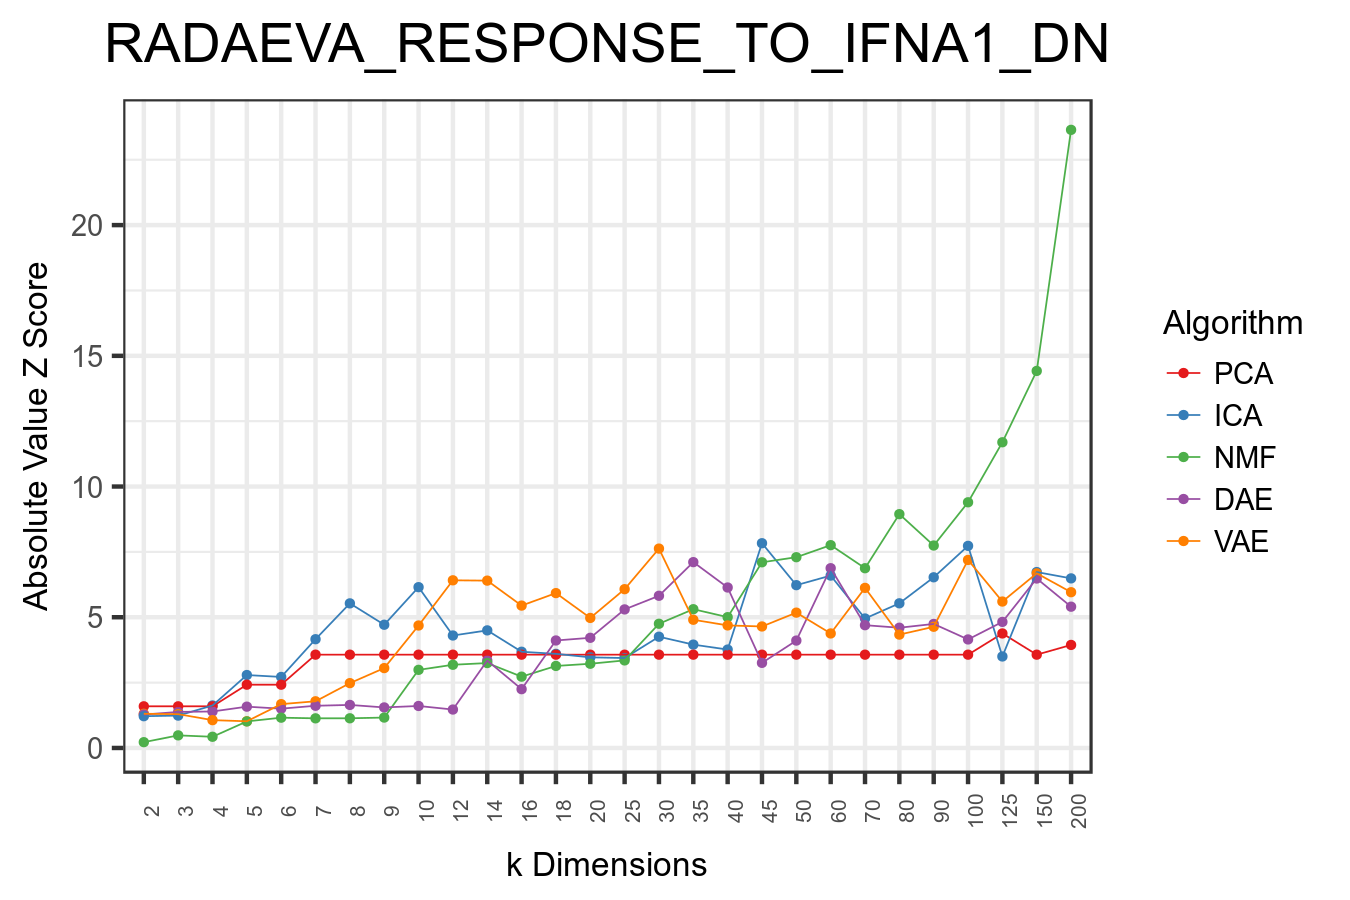 RADAEVA_RESPONSE_TO_IFNA1_DN
Absolute Value Z Score
20
15
10
5
0
2 3 4 5 6 7 8 9 10 12 14 16 18 20 25 30 35 40 45 50 60 70 80 90 100 125 150 200
k Dimensions
Algorithm
PCA
ICA
NMF
DAE
VAE